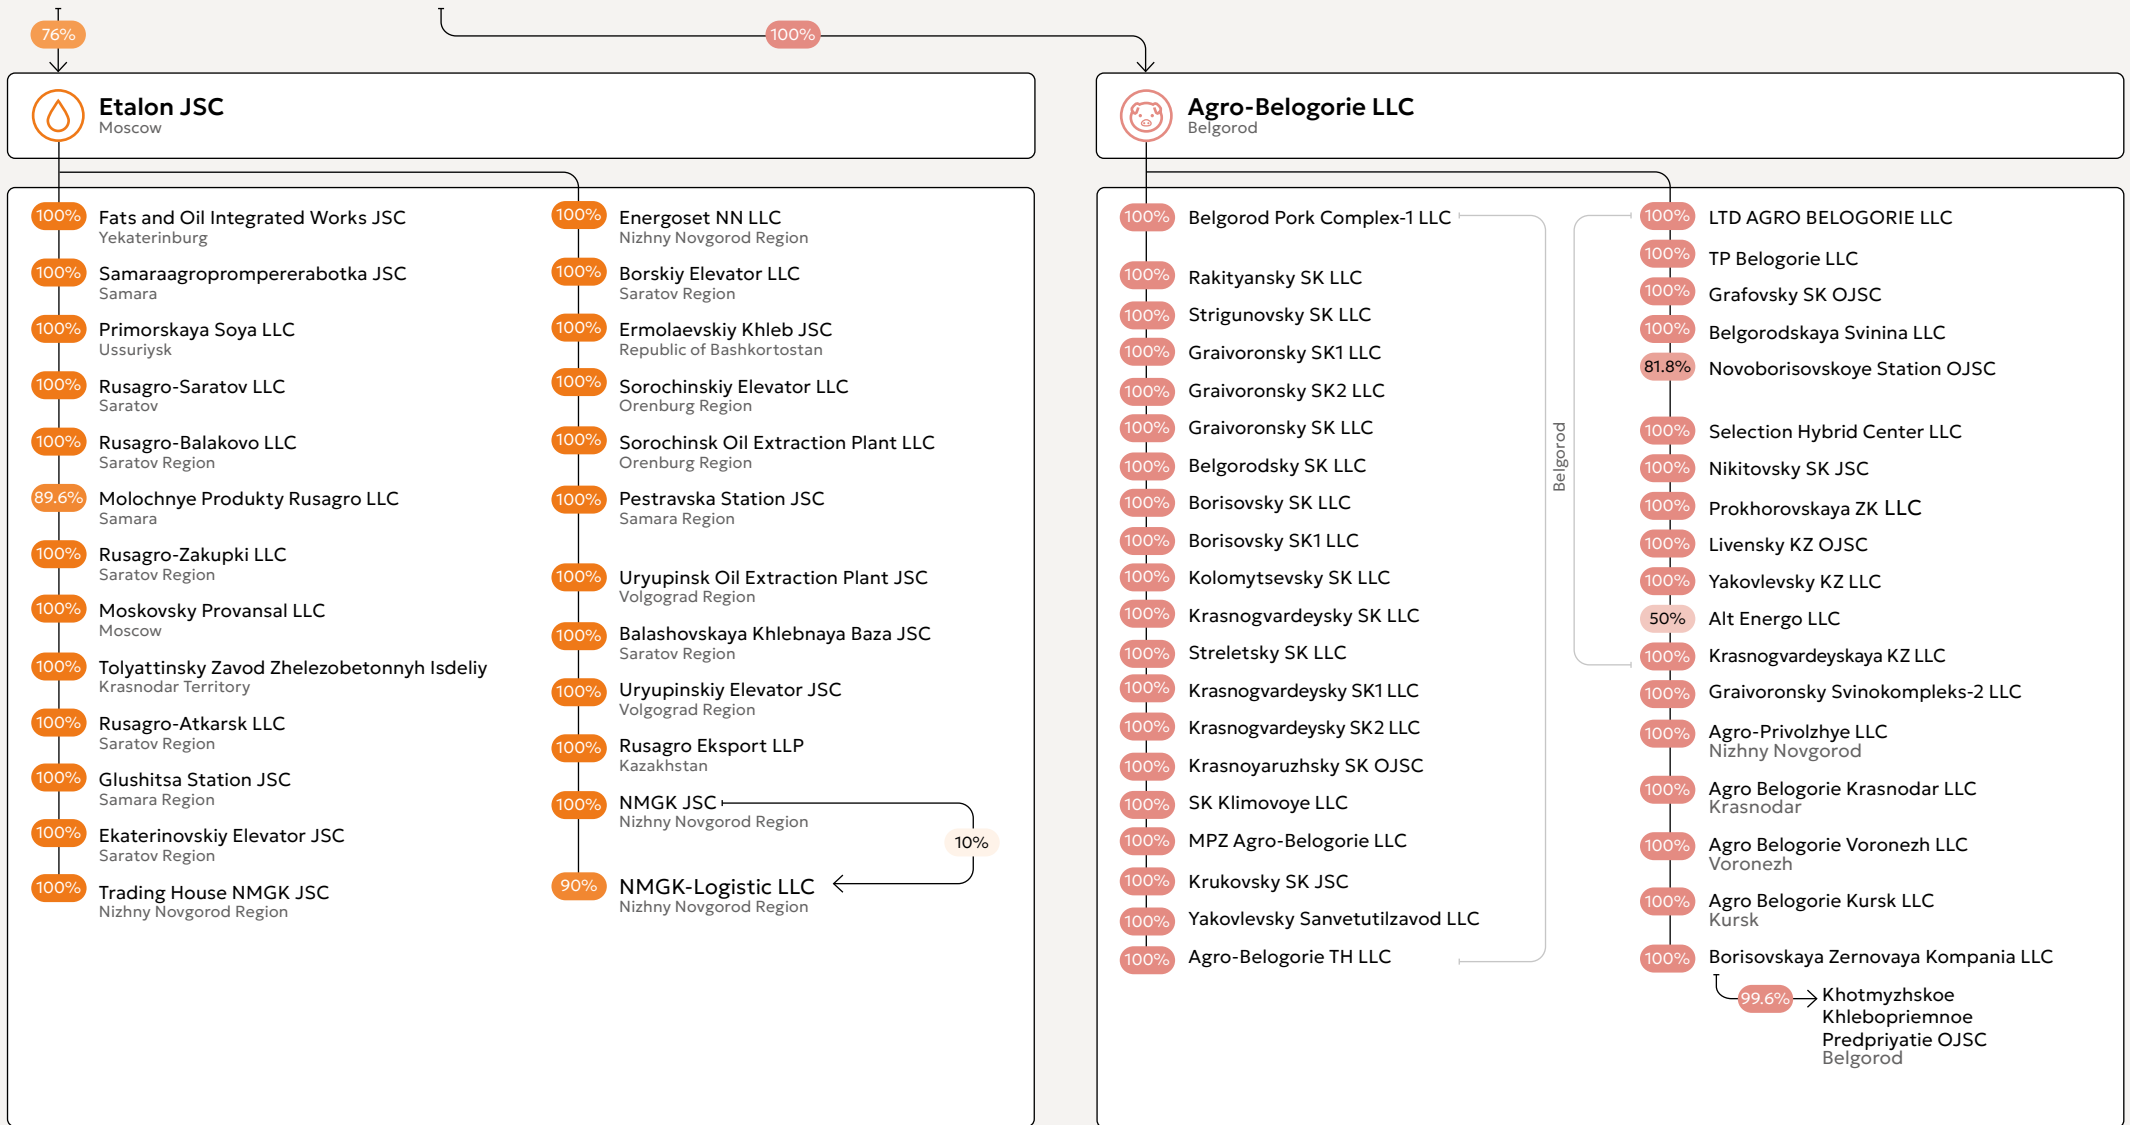 76%
100%
Etalon JSC
Moscow
100%
Fats and Oil Integrated Works JSC
Yekaterinburg
100%
Samaraagroprompererabotka JSC
Samara
100%
Primorskaya Soya LLC
Ussuriysk
100%
Rusagro-Saratov LLC
Saratov
100%
Rusagro-Balakovo LLC
Saratov Region
89.6%
Molochnye Produkty Rusagro LLC
Samara
100%
Rusagro-Zakupki LLC
Saratov Region
100%
Moskovsky Provansal LLC
Moscow
100%
Tolyattinsky Zavod Zhelezobetonnyh Isdeliy
Krasnodar Territory
100%
Rusagro-Atkarsk LLC
Saratov Region
100%
Glushitsa Station JSC
Samara Region
100%
Ekaterinovskiy Elevator JSC
Saratov Region
100%
Trading House NMGK JSC
Nizhny Novgorod Region
100%
Energoset NN LLC
Nizhny Novgorod Region
100%
Borskiy Elevator LLC
Saratov Region
100%
Ermolaevskiy Khleb JSC
Republic of Bashkortostan
100%
Sorochinskiy Elevator LLC
Orenburg Region
100%
Sorochinsk Oil Extraction Plant LLC
Orenburg Region
100%
Pestravska Station JSC
Samara Region
100%
Uryupinsk Oil Extraction Plant JSC
Volgograd Region
100%
Balashovskaya Khlebnaya Baza JSC
Saratov Region
100%
Uryupinskiy Elevator JSC
Volgograd Region
100%
Rusagro Eksport LLP
Kazakhstan
100%
NMGK JSC
Nizhny Novgorod Region
10%
90%
NMGK-Logistic LLC
Nizhny Novgorod Region
Agro-Belogorie LLC
Belgorod
100%
Belgorod Pork Complex-1 LLC
100%
Rakityansky SK LLC
100%
Strigunovsky SK LLC
100%
Graivoronsky SK1 LLC
100%
Graivoronsky SK2 LLC
100%
Graivoronsky SK LLC
100%
Belgorodsky SK LLC
100%
Borisovsky SK LLC
100%
Borisovsky SK1 LLC
100%
Kolomytsevsky SK LLC
100%
Krasnogvardeysky SK LLC
100%
Streletsky SK LLC
100%
Krasnogvardeysky SK1 LLC
100%
Krasnogvardeysky SK2 LLC
100%
Krasnoyaruzhsky SK OJSC
100%
SK Klimovoye LLC
100%
MPZ Agro-Belogorie LLC
100%
Krukovsky SK JSC
100%
Yakovlevsky Sanvetutilzavod LLC
100%
Agro-Belogorie TH LLC
Belgorod
100%
LTD AGRO BELOGORIE LLC
100%
TP Belogorie LLC
100%
Grafovsky SK OJSC
100%
Belgorodskaya Svinina LLC
81.8%
Novoborisovskoye Station OJSC
100%
Selection Hybrid Center LLC
100%
Nikitovsky SK JSC
100%
Prokhorovskaya ZK LLC
100%
Livensky KZ OJSC
100%
Yakovlevsky KZ LLC
50%
Alt Energo LLC
100%
Krasnogvardeyskaya KZ LLC
100%
Graivoronsky Svinokompleks-2 LLC
100%
Agro-Privolzhye LLC
Nizhny Novgorod
100%
Agro Belogorie Krasnodar LLC
Krasnodar
100%
Agro Belogorie Voronezh LLC
Voronezh
100%
Agro Belogorie Kursk LLC
Kursk
100%
Borisovskaya Zernovaya Kompania LLC
99.6%
Khotmyzhskoe
Khlebopriemnoe
Predpriyatie OJSC
Belgorod